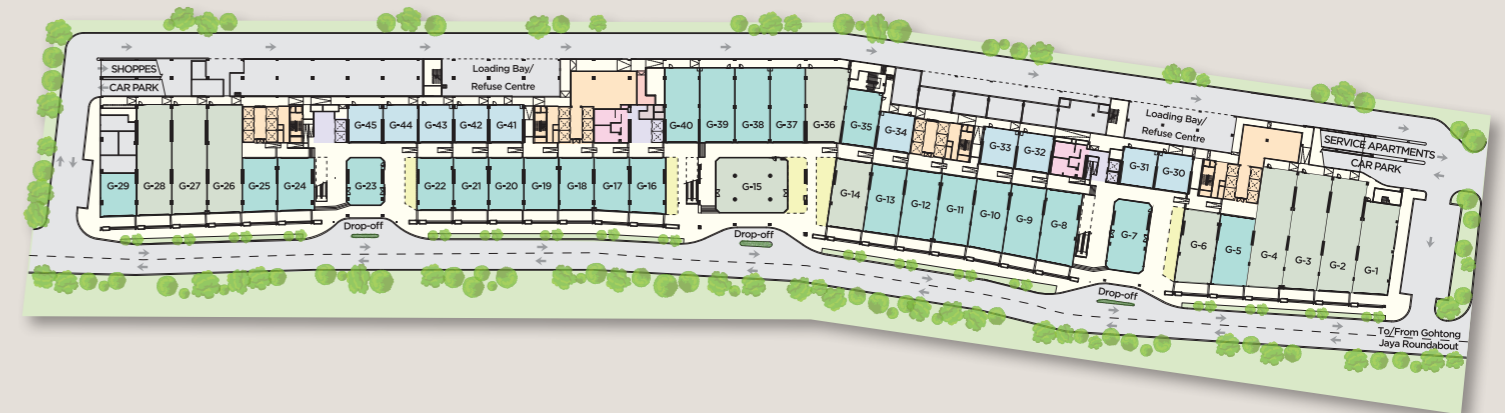 SHOPPES
CAR PARK
Loading Bay/
Refuse Centre
Loading Bay/
Refuse Centre
SERVICE APARTMENTS
CAR PARK
G-45
G-44
G-43
G-42
G-41
G-40
G-39
G-38
G-37
G-36
G-35
G-34
G-33
G-32
G-31
G-30
G-29
G-28
G-27
G-26
G-25
G-24
G-23
G-22
G-21
G-20
G-19
G-18
G-17
G-16
G-15
G-14
G-13
G-12
G-11
G-10
G-9
G-8
G-7
G-6
G-5
G-4
G-3
G-2
G-1
Drop-off
Drop-off
Drop-off
To/From Gohtong
Jaya Roundabout